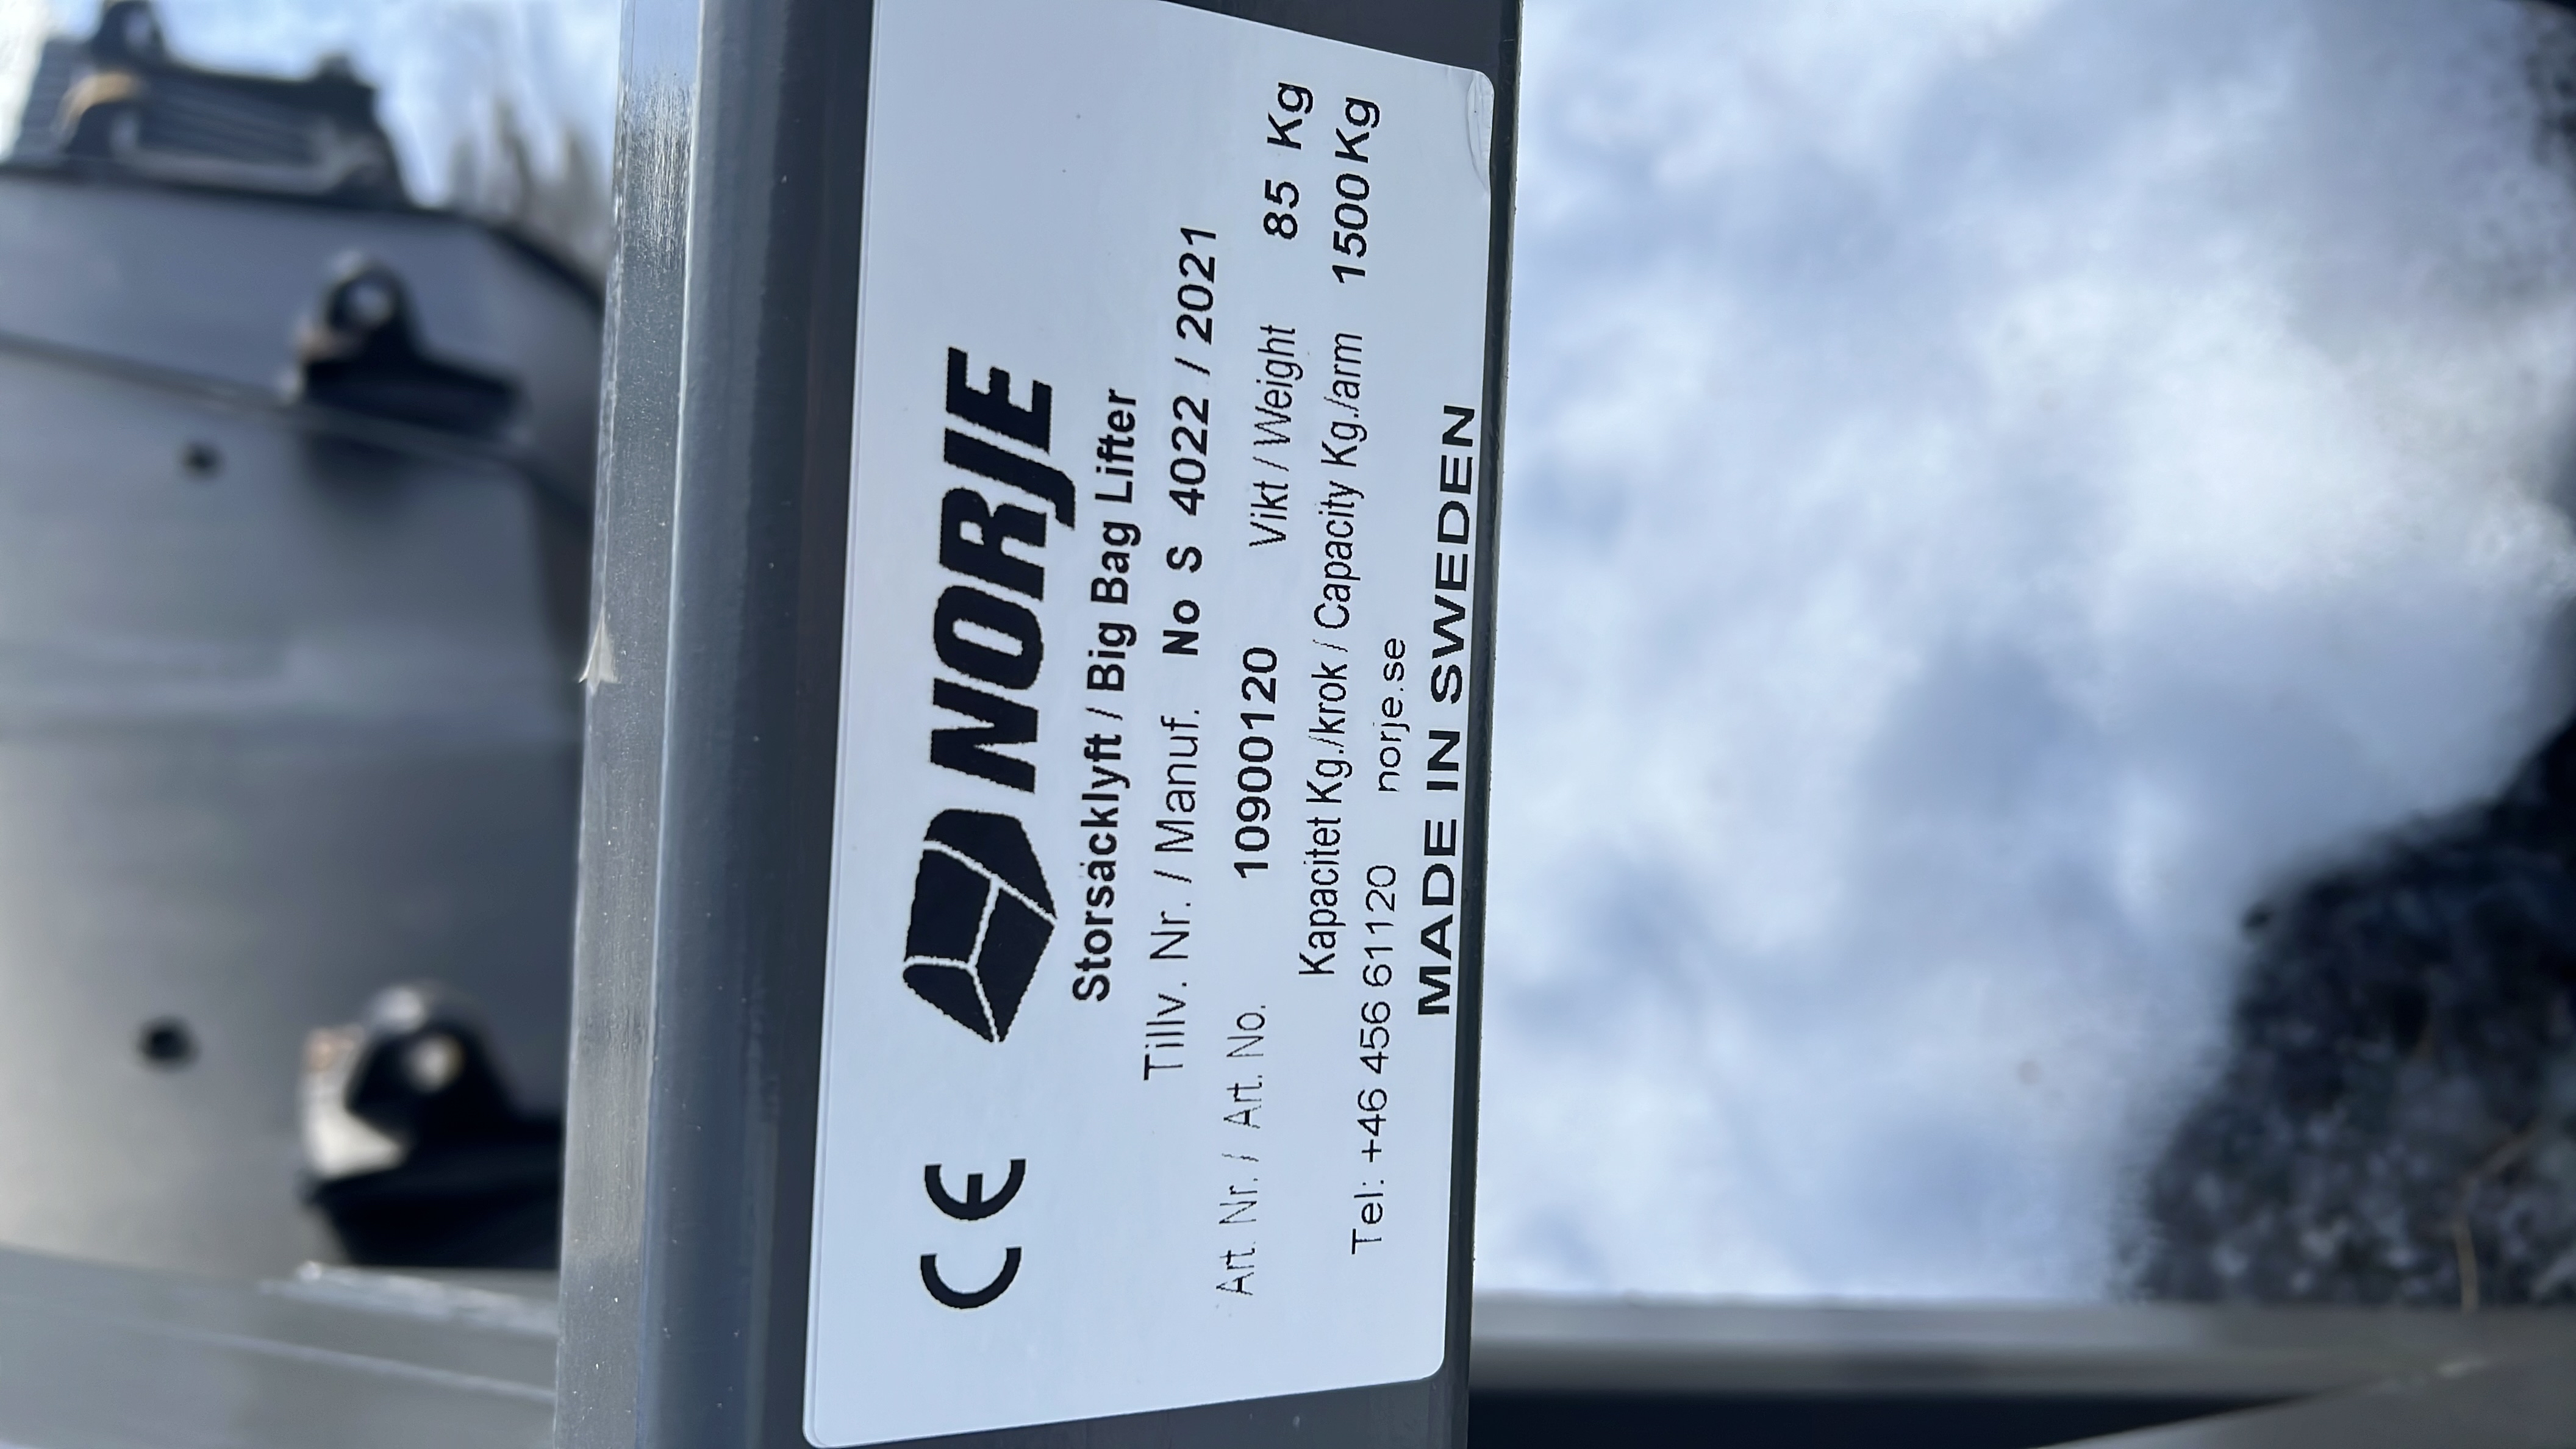 CE NORJE
Storsäcklyft / Big Bag Lifter
Tillv. Nr. / Manuf. No S 4022 / 2021
Art. Nr. / Art. No. 10900120 Vikt / Weight 85 Kg
Kapacitet Kg./krok / Capacity Kg./arm 1500 Kg
Tel: +46 456 61120 norje.se
MADE IN SWEDEN